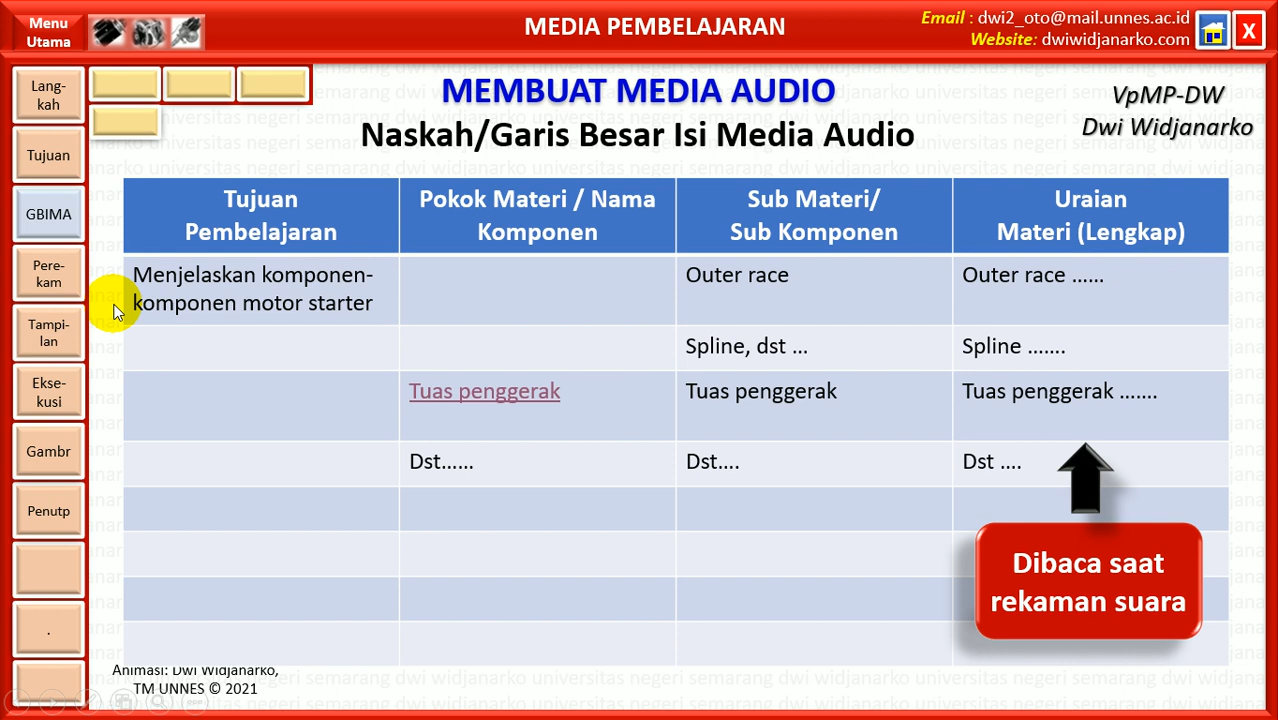 Menu
Utama
MEDIA PEMBELAJARAN
Email : dwi2_oto@mail.unnes.ac.id
Website: dwiwidjanarko.com
X
Lang-
kah
Tujuan
GBIMA
Pere-
kam
Tampi-
lan
Ekse-
kusi
Gambr
Penutp
.
MEMBUAT MEDIA AUDIO
Naskah/Garis Besar Isi Media Audio
VpMP-DW
Dwi Widjanarko
Tujuan
Pembelajaran
Pokok Materi / Nama
Komponen
Sub Materi/
Sub Komponen
Uraian
Materi (Lengkap)
Menjelaskan komponen-
komponen motor starter
Outer race
Outer race ......
Spline, dst ...
Spline .......
Tuas penggerak
Tuas penggerak
Tuas penggerak .......
Dst......
Dst....
Dst ....
Dibaca saat
rekaman suara
Animasi: Dwi Widjanarko,
TM UNNES © 2021